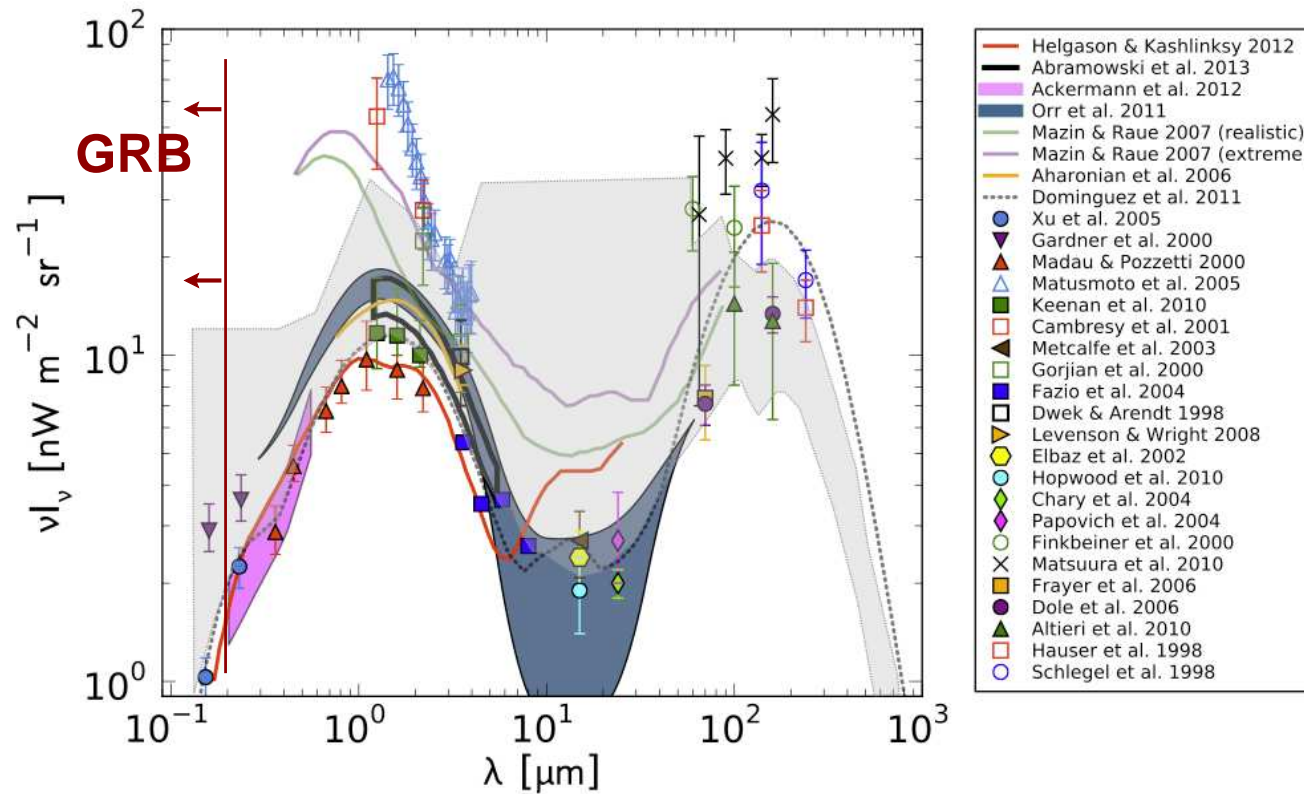 10²
10¹
10⁰
νIν [nW m⁻² sr⁻¹]
GRB
10⁻¹ 10⁰ 10¹ 10² 10³
λ [μm]
Helgason & Kashlinksy 2012
Abramowski et al. 2013
Ackermann et al. 2012
Orr et al. 2011
Mazin & Raue 2007 (realistic)
Mazin & Raue 2007 (extreme
Aharonian et al. 2006
Dominguez et al. 2011
Xu et al. 2005
Gardner et al. 2000
Madau & Pozzetti 2000
Matusmoto et al. 2005
Keenan et al. 2010
Cambresy et al. 2001
Metcalfe et al. 2003
Gorjian et al. 2000
Fazio et al. 2004
Dwek & Arendt 1998
Levenson & Wright 2008
Elbaz et al. 2002
Hopwood et al. 2010
Chary et al. 2004
Papovich et al. 2004
Finkbeiner et al. 2000
Matsuura et al. 2010
Frayer et al. 2006
Dole et al. 2006
Altieri et al. 2010
Hauser et al. 1998
Schlegel et al. 1998